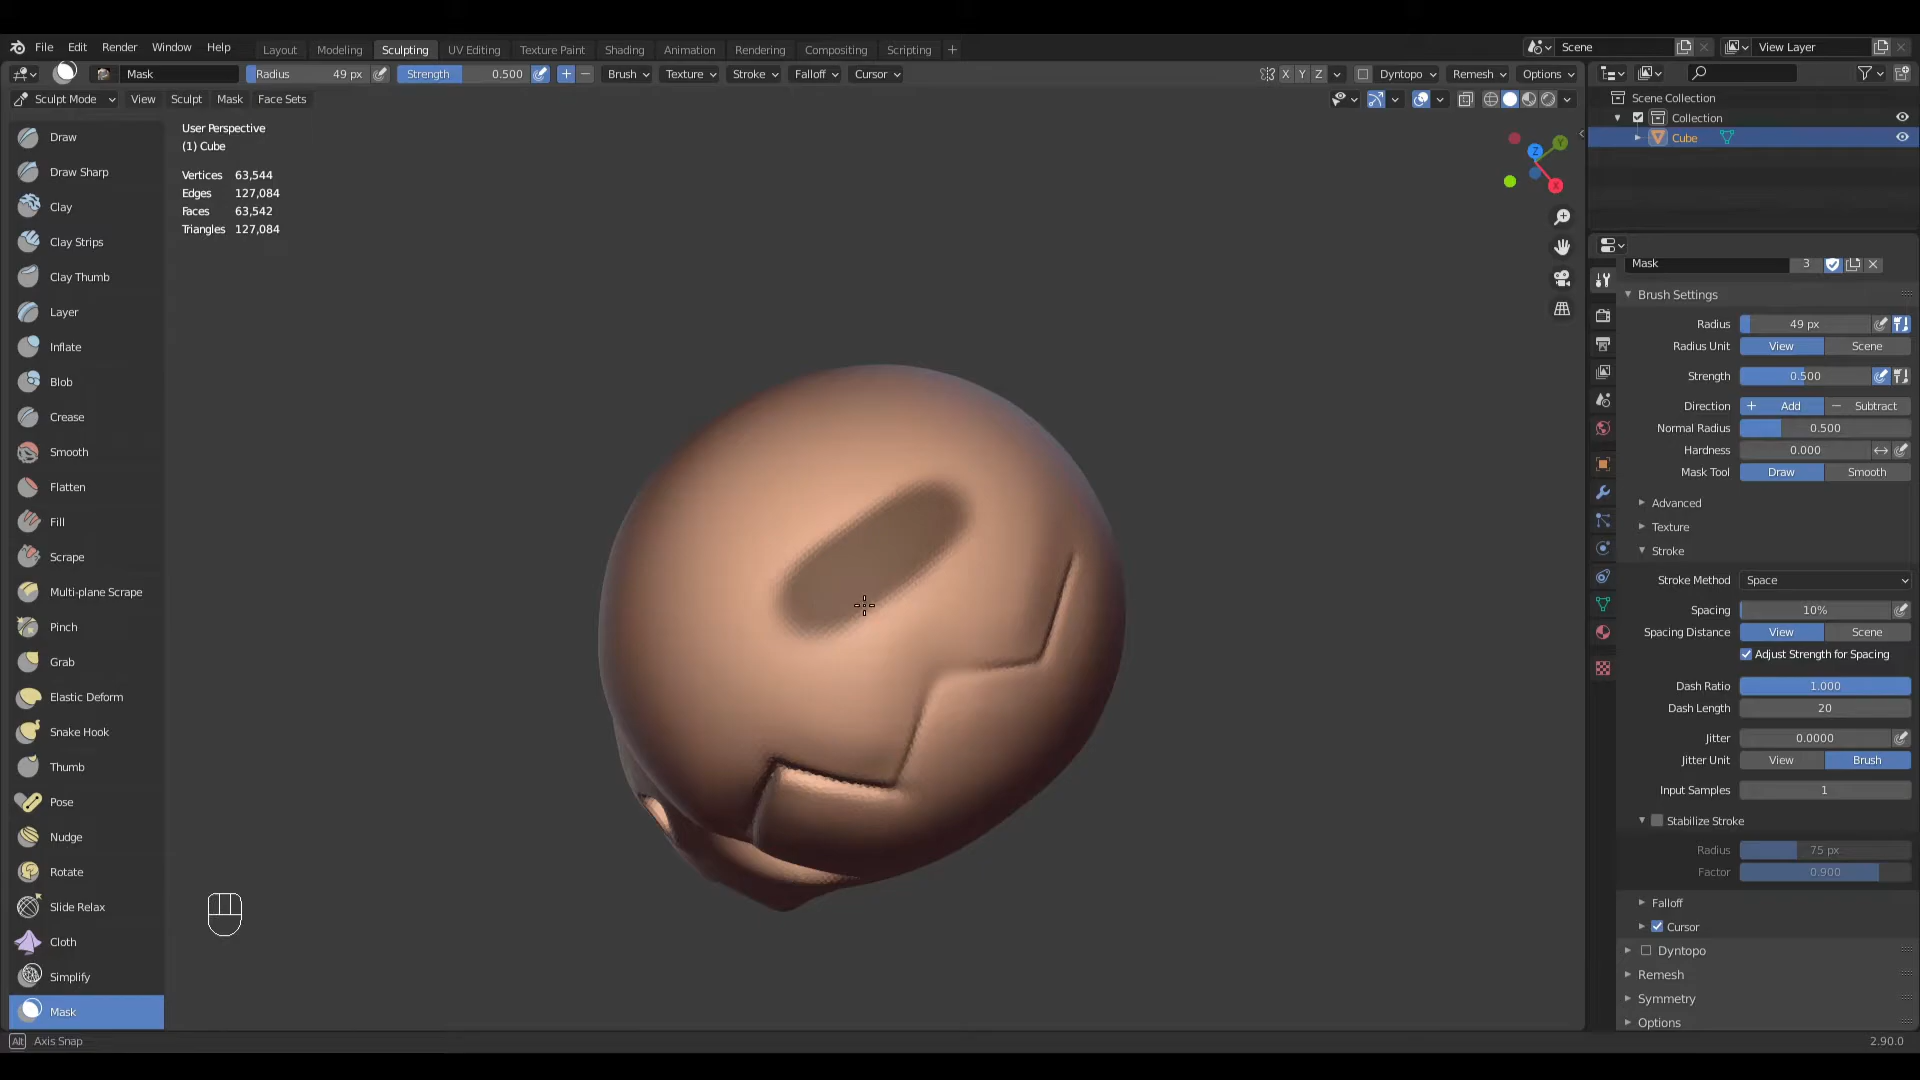 File Edit Render Window Help Layout Modeling Sculpting UV Editing Texture Paint Shading Animation Rendering Compositing Scripting + Scene View Layer
Mask Radius 49 px Strength 0.500 + − Brush Texture Stroke Falloff Cursor X Y Z Dyntopo Remesh Options
Sculpt Mode View Sculpt Mask Face Sets
User Perspective
(1) Cube
Vertices 63,544
Edges 127,084
Faces 63,542
Triangles 127,084
Draw
Draw Sharp
Clay
Clay Strips
Clay Thumb
Layer
Inflate
Blob
Crease
Smooth
Flatten
Fill
Scrape
Multi-plane Scrape
Pinch
Grab
Elastic Deform
Snake Hook
Thumb
Pose
Nudge
Rotate
Slide Relax
Cloth
Simplify
Mask
Z Y X
Scene Collection
Collection
Cube
Mask 3
Brush Settings
Radius 49 px
Radius Unit View Scene
Strength 0.500
Direction + Add − Subtract
Normal Radius 0.500
Hardness 0.000
Mask Tool Draw Smooth
Advanced
Texture
Stroke
Stroke Method Space
Spacing 10%
Spacing Distance View Scene
Adjust Strength for Spacing
Dash Ratio 1.000
Dash Length 20
Jitter 0.0000
Jitter Unit View Brush
Input Samples 1
Stabilize Stroke
Radius 75 px
Factor 0.900
Falloff
Cursor
Dyntopo
Remesh
Symmetry
Options
Alt Axis Snap 2.90.0